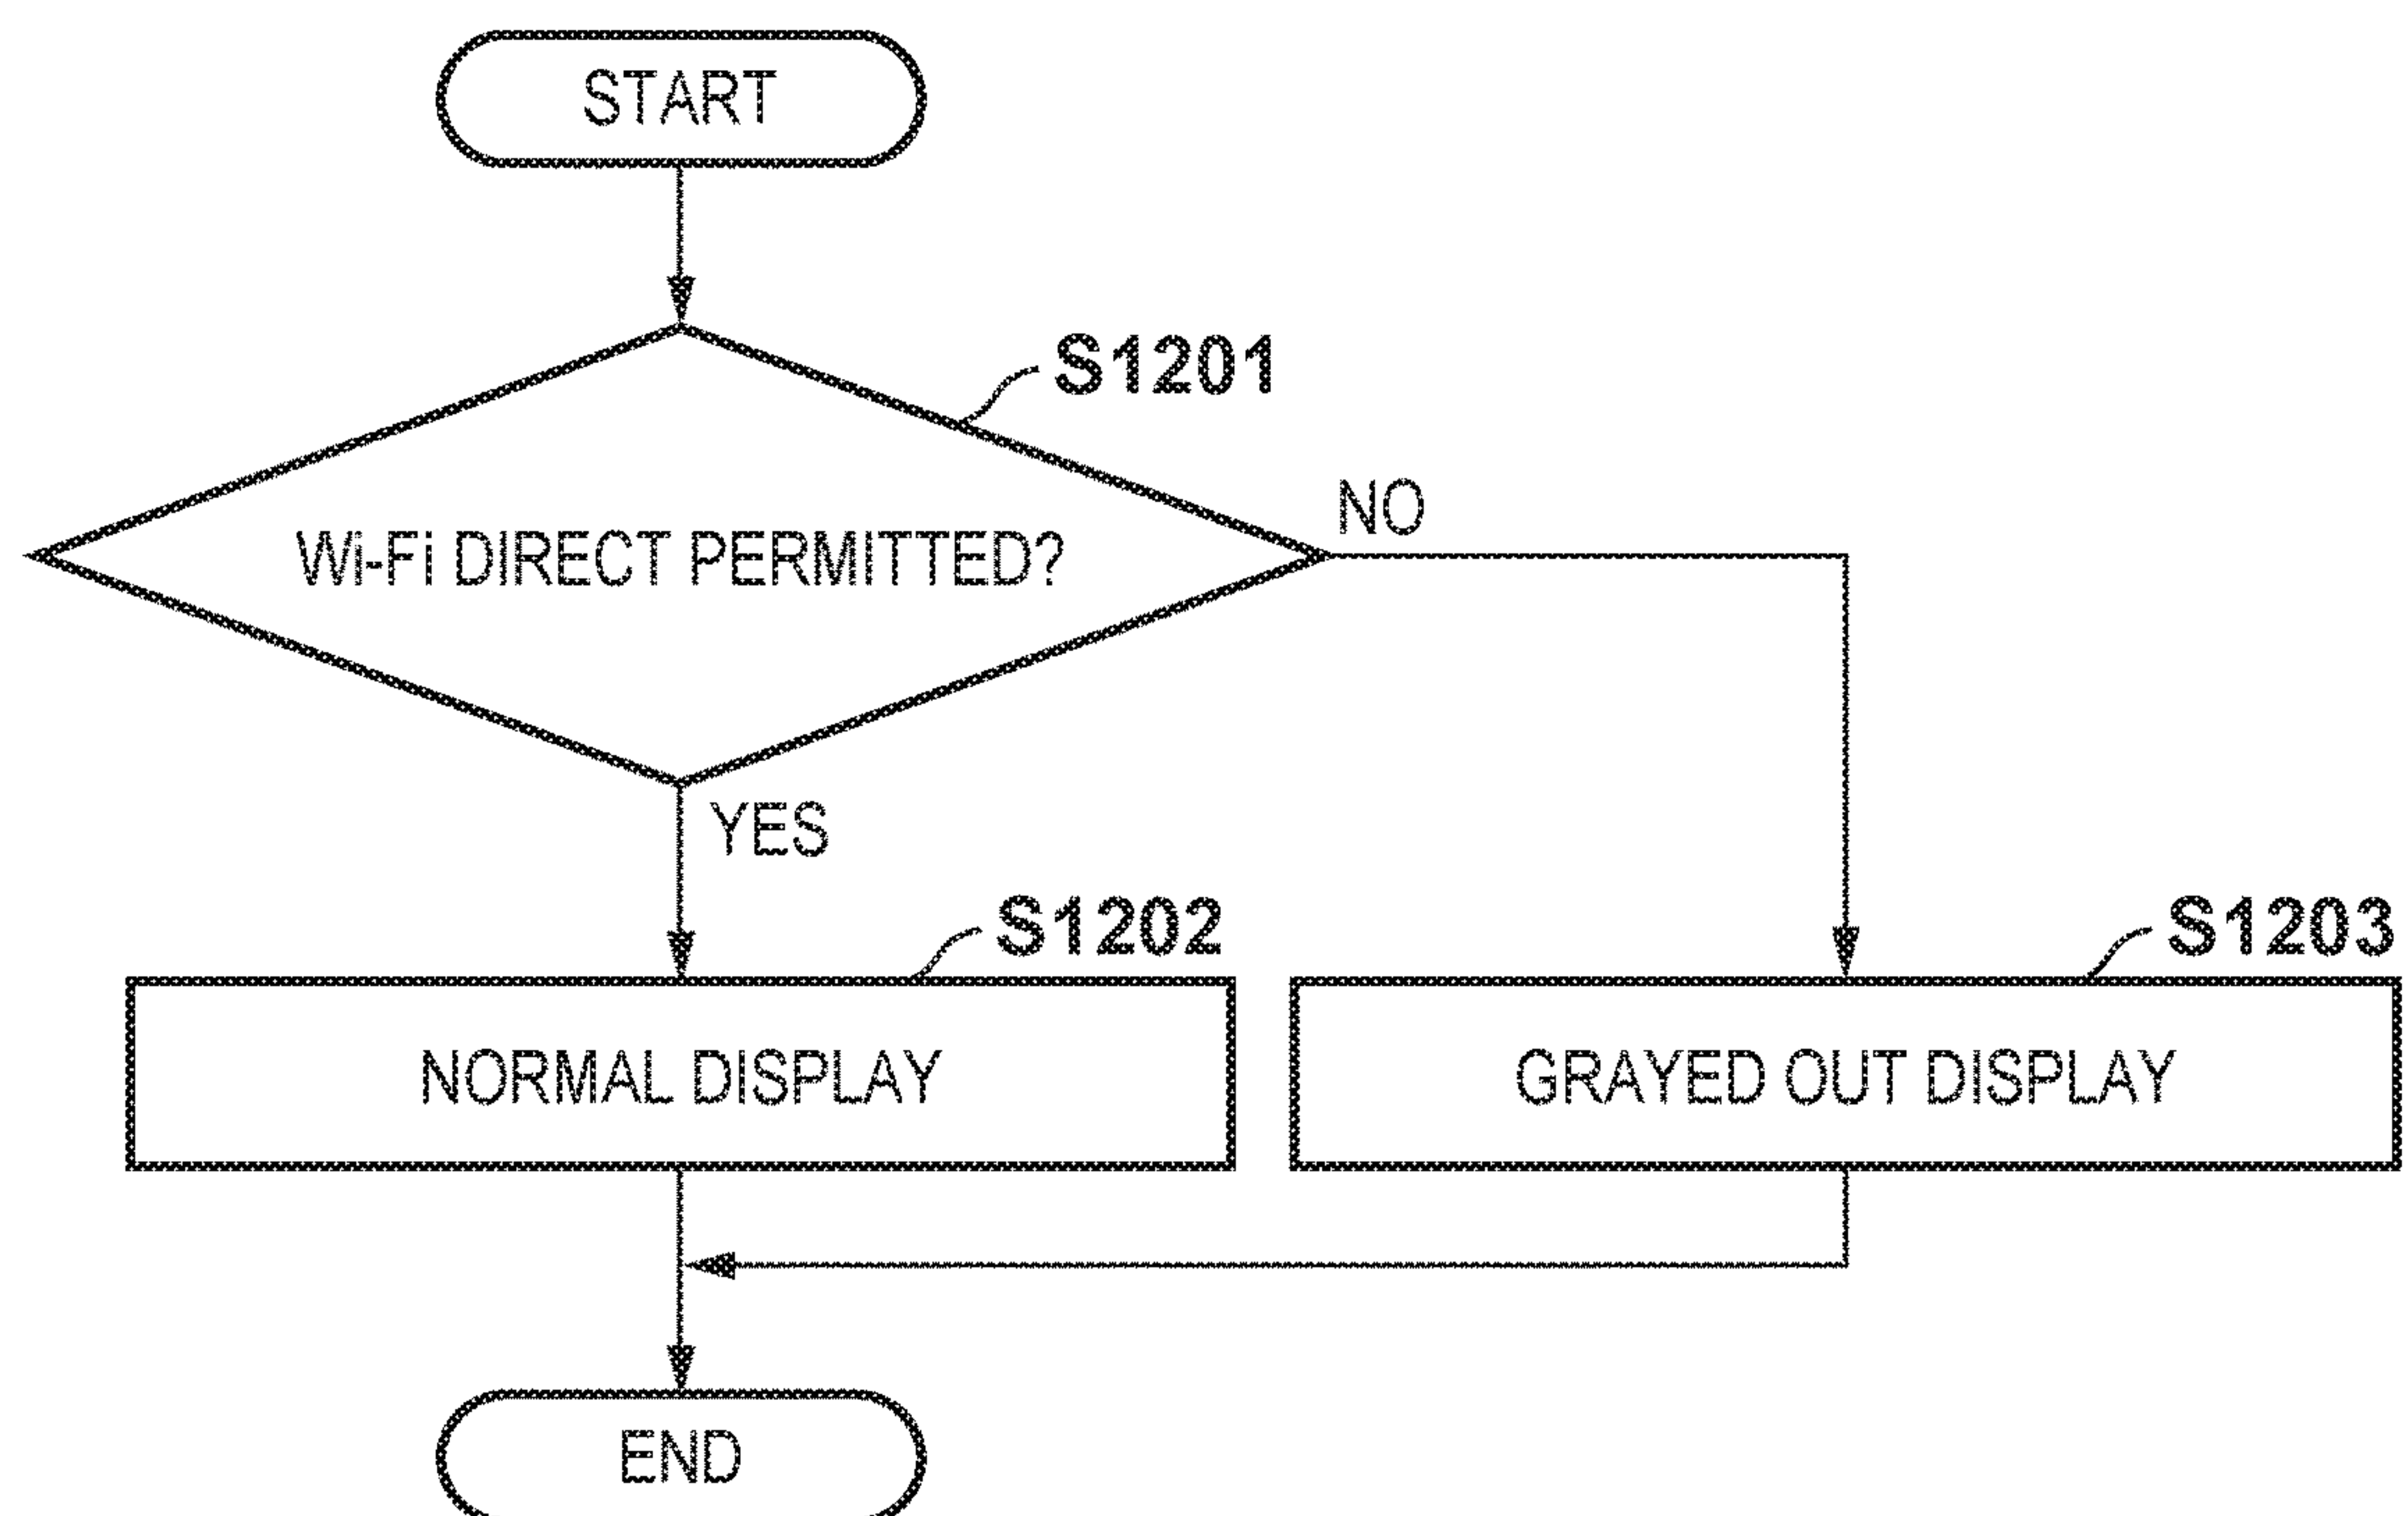 START
S1201
Wi-Fi DIRECT PERMITTED?
NO
YES
S1202
S1203
NORMAL DISPLAY
GRAYED OUT DISPLAY
END